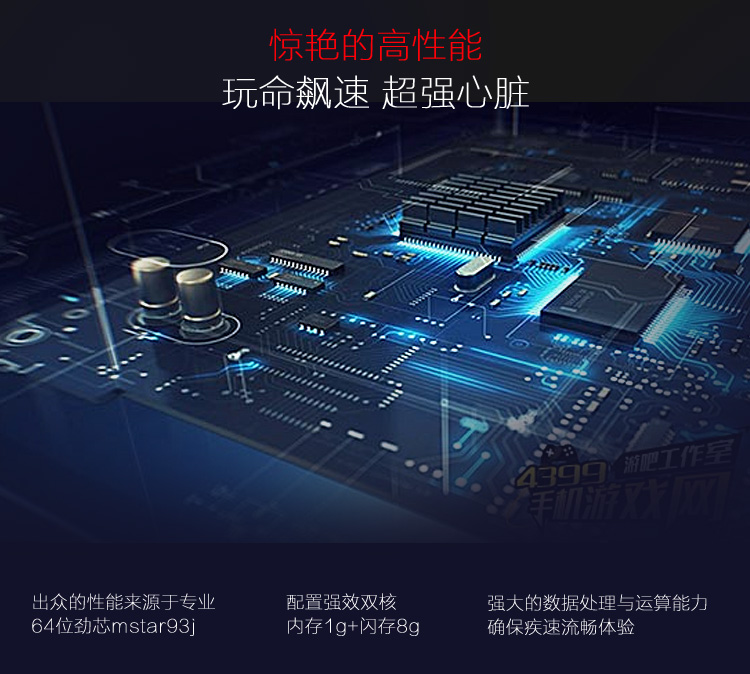 惊艳的高性能
玩命飙速 超强心脏
4399 游吧工作室
手机游戏网
出众的性能来源于专业
64位劲芯mstar93j
配置强效双核
内存1g+闪存8g
强大的数据处理与运算能力
确保疾速流畅体验